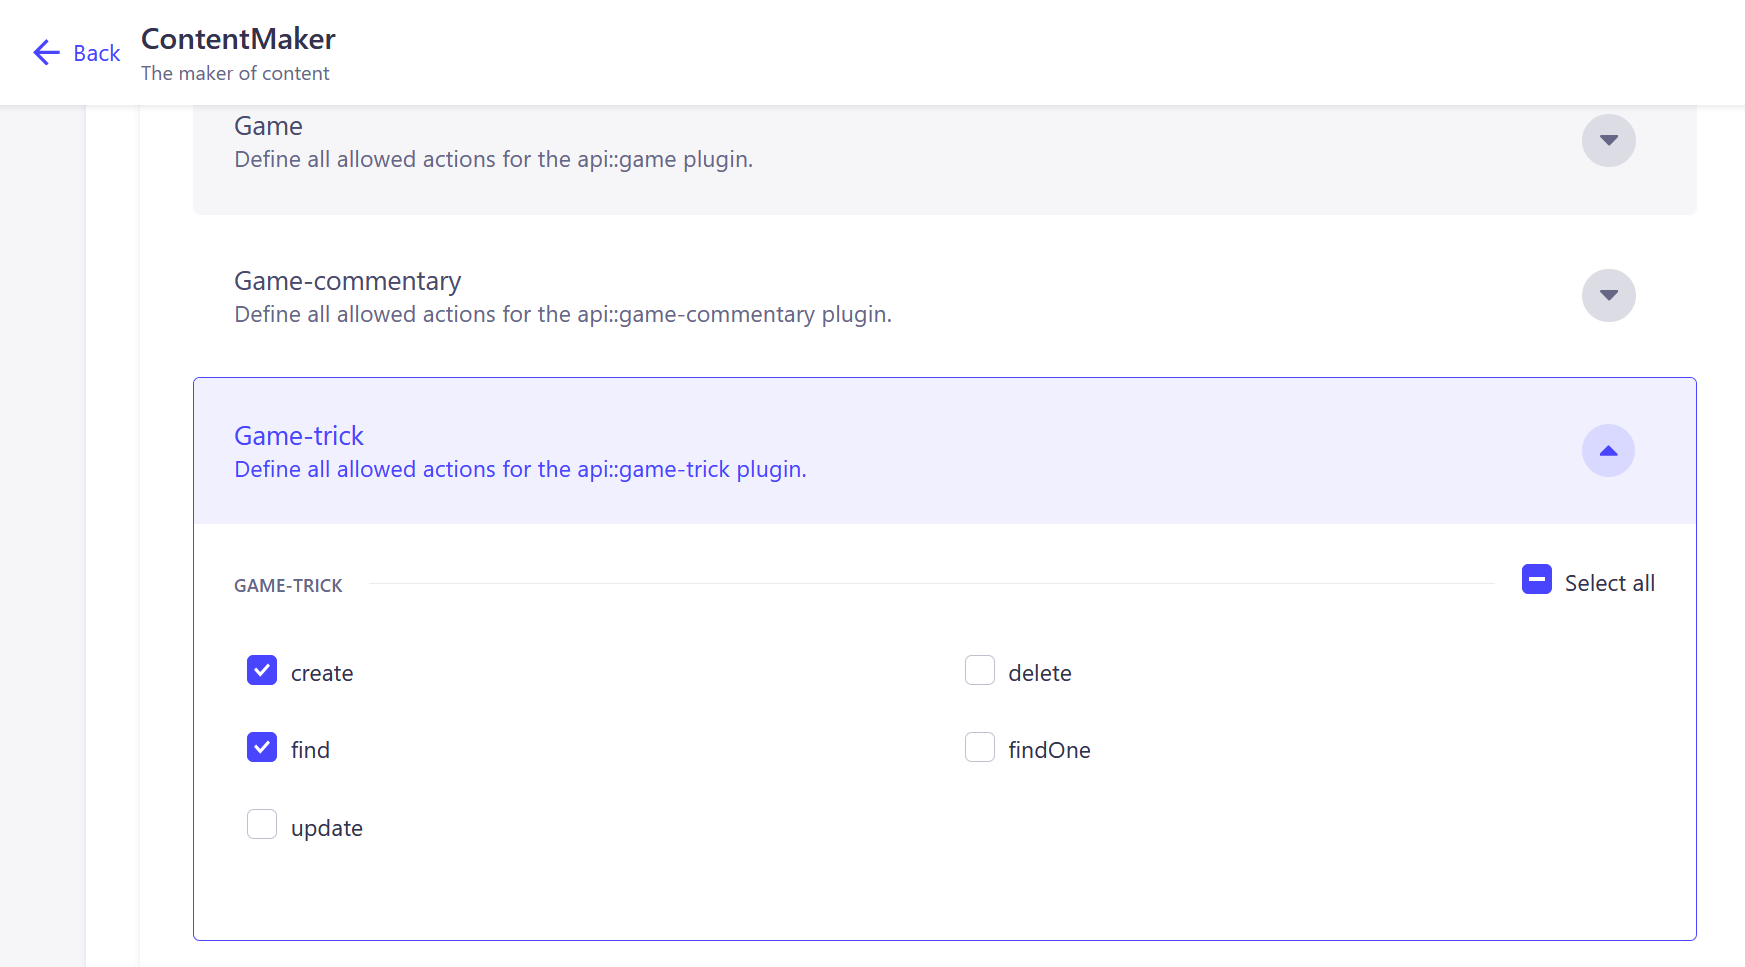 Back
ContentMaker
The maker of content
Game
Define all allowed actions for the api::game plugin.
Game-commentary
Define all allowed actions for the api::game-commentary plugin.
Game-trick
Define all allowed actions for the api::game-trick plugin.
GAME-TRICK
Select all
create
delete
find
findOne
update